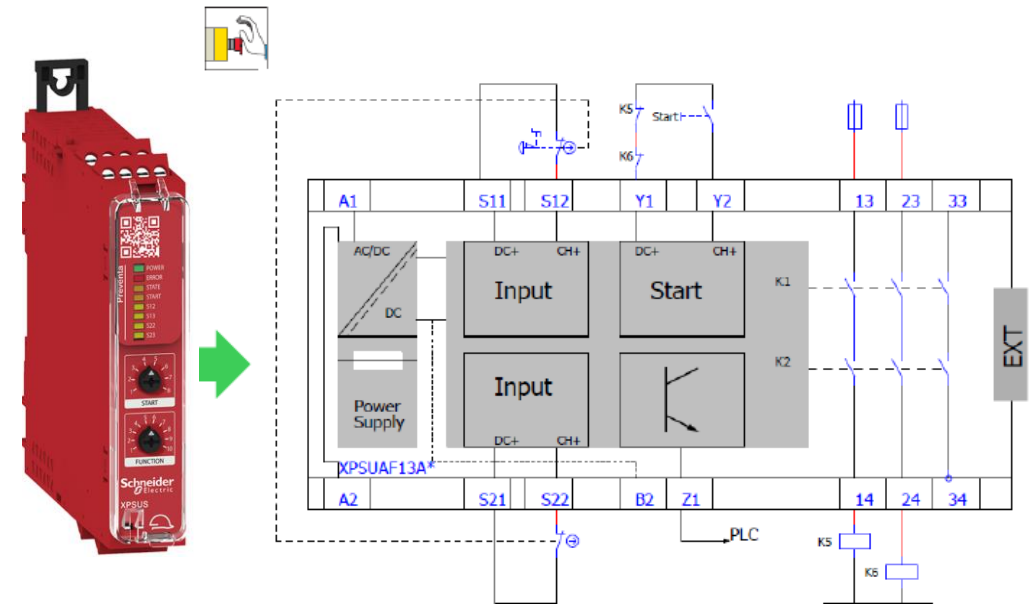 Preventa
POWER
ERROR
STATE
START
S12
S13
S22
S23
START
FUNCTION
Schneider
Electric
XPSUS
K5
Start
K6
A1
S11
S12
Y1
Y2
13
23
33
AC/DC
DC
DC+
CH+
Input
DC+
CH+
Start
K1
K2
Input
DC+
CH+
Power
Supply
EXT
XPSUAF13A*
A2
S21
S22
B2
Z1
14
24
34
PLC
K5
K6